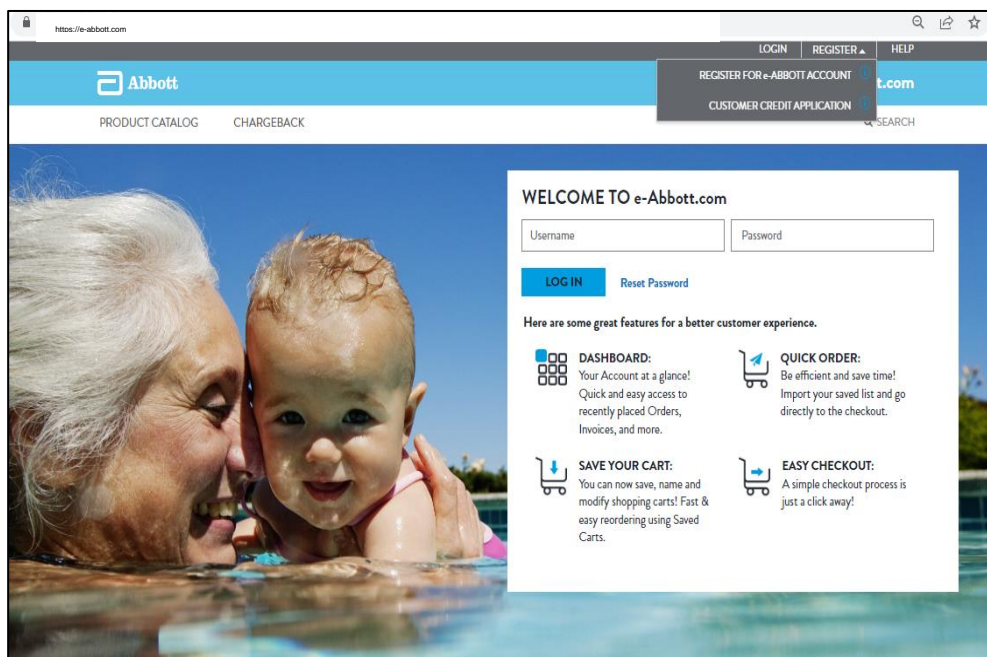 https://e-abbott.com
LOGIN REGISTER HELP
REGISTER FOR e-ABBOTT ACCOUNT
CUSTOMER CREDIT APPLICATION
Abbott
t.com
PRODUCT CATALOG CHARGEBACK SEARCH
WELCOME TO e-Abbott.com
Username Password
LOG IN Reset Password
Here are some great features for a better customer experience.
DASHBOARD:
Your Account at a glance!
Quick and easy access to
recently placed Orders,
Invoices, and more.
QUICK ORDER:
Be efficient and save time!
Import your saved list and go
directly to the checkout.
SAVE YOUR CART:
You can now save, name and
modify shopping carts! Fast &
easy reordering using Saved
Carts.
EASY CHECKOUT:
A simple checkout process is
just a click away!